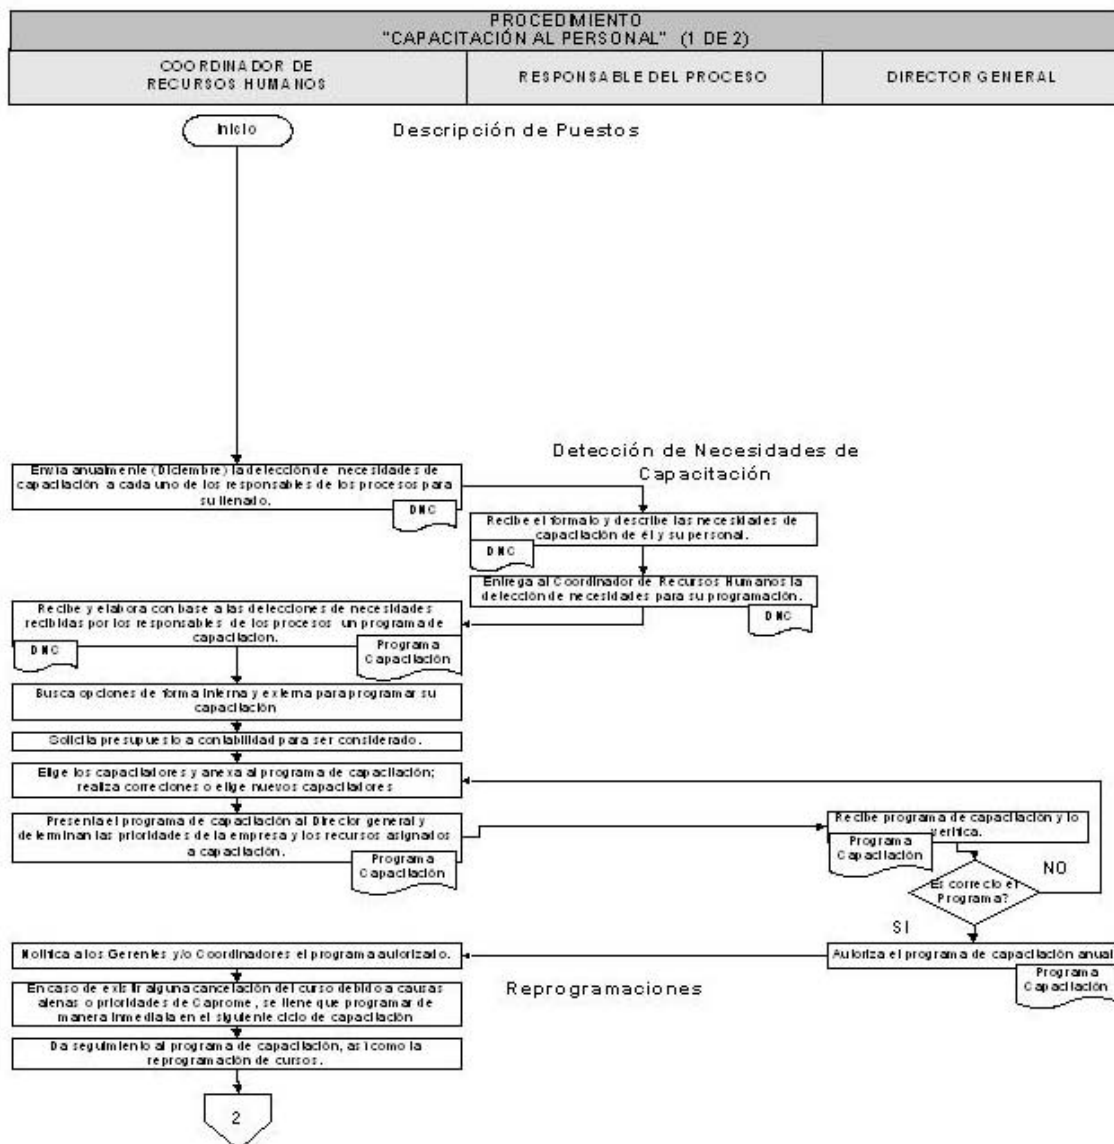 PROCEDIMIENTO
"CAPACITACIÓN AL PERSONAL" (1 DE 2)
COORDINADOR DE
RECURSOS HUMANOS
RESPONSABLE DEL PROCESO
DIRECTOR GENERAL
Inicio
Descripción de Puestos
Detección de Necesidades de
Capacitación
Envia anualmente (Diciembre) la detección de necesidades de
capacitación a cada uno de los responsables de los procesos para
su llenado.
DNC
Recibe el formato y describe las necesidades de
capacitación de él y su personal.
DNC
Entrega al Coordinador de Recursos Humanos la
detección de necesidades para su programación.
DNC
Recibe y elabora con base a las detecciones de necesidades
recibidas por los responsables de los procesos un programa de
capacitacion.
DNC
Programa
Capacitación
Busca opciones de forma interna y externa para programar su
capacitación
Solicita presupuesto a contabilidad para ser considerado.
Elige los capacitadores y anexa al programa de capacitación;
realiza correciones o elige nuevos capacitadores
Presenta el programa de capacitación al Director general y
determinan las prioridades de la empresa y los recursos asignados
a capacitación.
Programa
Capacitación
Recibe programa de capacitación y lo
verifica.
Programa
Capacitación
Es correcto el
Programa?
NO
SI
Autoriza el programa de capacitación anual
Programa
Capacitación
Notifica a los Gerentes y/o Coordinadores el programa autorizado.
Reprogramaciones
En caso de existir alguna cancelación del curso debido a causas
ajenas o prioridades de Caprome, se tiene que programar de
manera inmediata en el siguiente ciclo de capacitación
Da seguimiento al programa de capacitación, así como la
reprogramación de cursos.
2